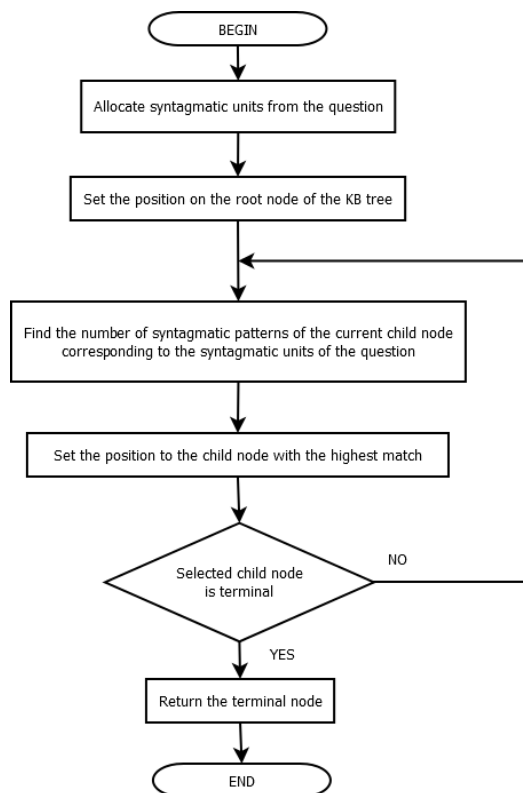 BEGIN
Allocate syntagmatic units from the question
Set the position on the root node of the KB tree
Find the number of syntagmatic patterns of the current child node
corresponding to the syntagmatic units of the question
Set the position to the child node with the highest match
Selected child node
is terminal
NO
YES
Return the terminal node
END